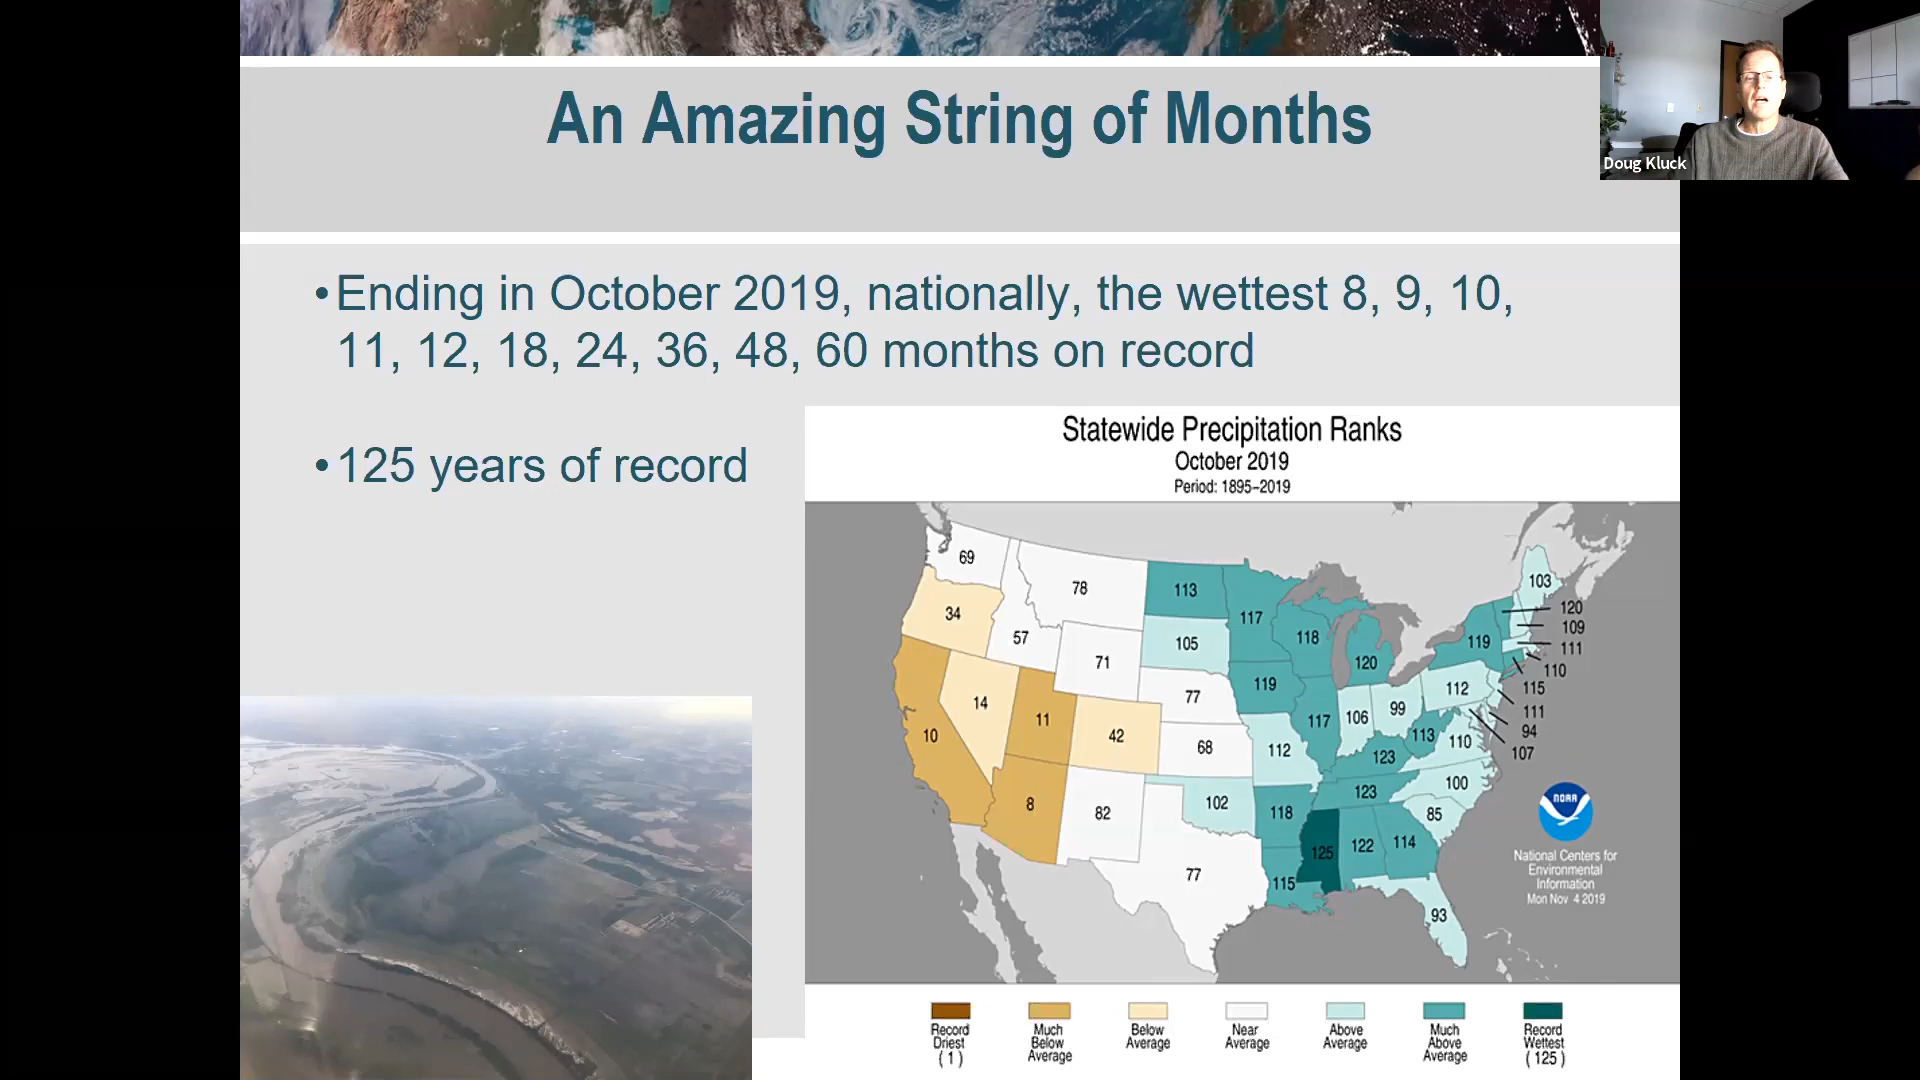 An Amazing String of Months
Doug Kluck
•Ending in October 2019, nationally, the wettest 8, 9, 10,
11, 12, 18, 24, 36, 48, 60 months on record
•125 years of record
Statewide Precipitation Ranks
October 2019
Period: 1895–2019
69
78
113
117
103
34
57
71
105
118
120
119
120
109
111
110
115
111
94
107
10
14
11
42
77
68
119
117
106
99
112
112
123
113
110
8
82
102
118
123
100
85
77
115
125
122
114
93
NOAA
National Centers for
Environmental
Information
Mon Nov 4 2019
Record
Driest
( 1 )
Much
Below
Average
Below
Average
Near
Average
Above
Average
Much
Above
Average
Record
Wettest
( 125 )